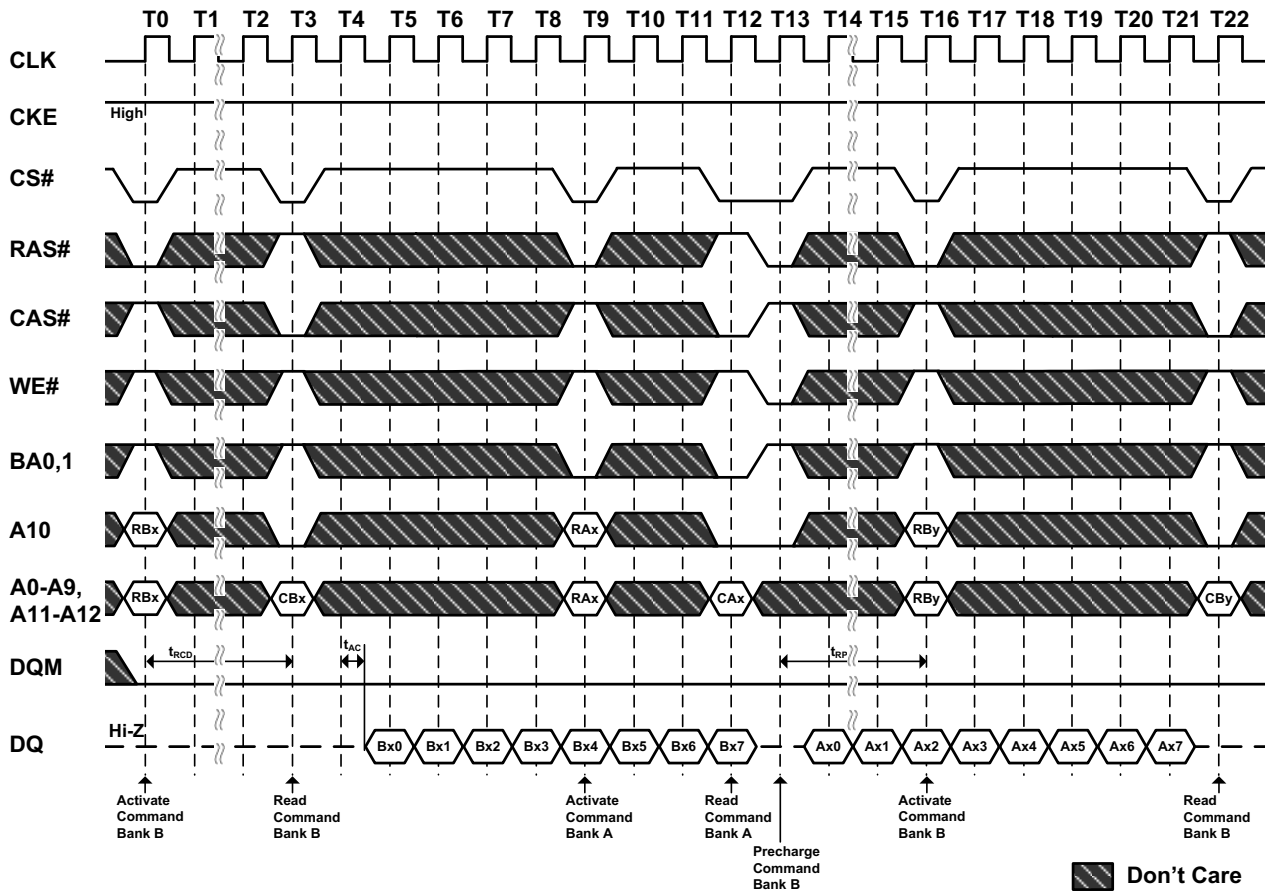 T0 T1 T2 T3 T4 T5 T6 T7 T8 T9 T10 T11 T12 T13 T14 T15 T16 T17 T18 T19 T20 T21 T22
CLK
CKE
High
CS#
RAS#
CAS#
WE#
BA0,1
A10
RBx RAx RBy
A0-A9,
A11-A12
RBx CBx RAx CAx RBy CBy
DQM
tRCD tAC tRP
DQ
Hi-Z
Bx0 Bx1 Bx2 Bx3 Bx4 Bx5 Bx6 Bx7 Ax0 Ax1 Ax2 Ax3 Ax4 Ax5 Ax6 Ax7
Activate
Command
Bank B
Read
Command
Bank B
Activate
Command
Bank A
Read
Command
Bank A
Precharge
Command
Bank B
Activate
Command
Bank B
Read
Command
Bank B
Don't Care